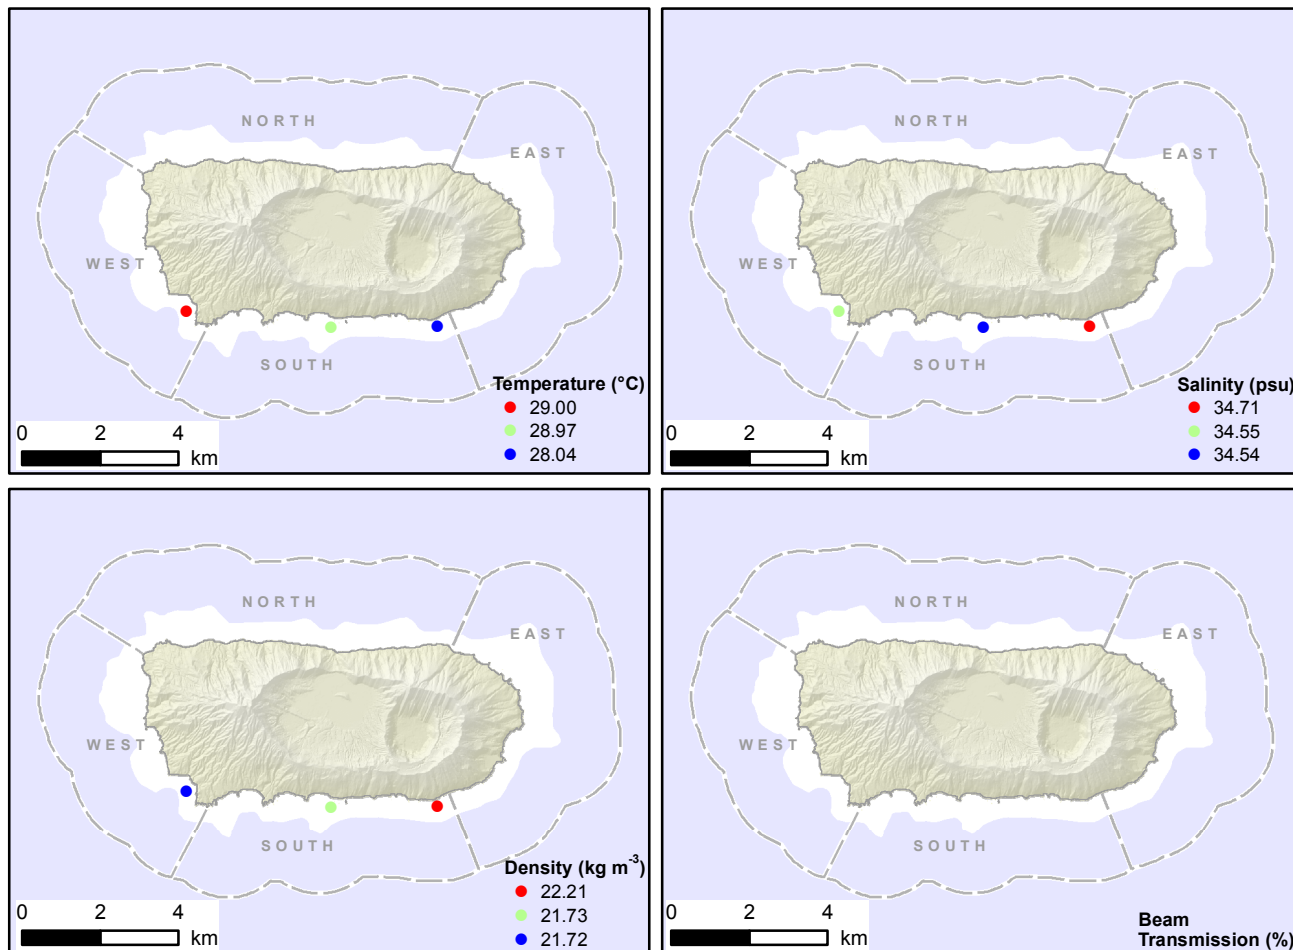 NORTH
EAST
WEST
SOUTH
Temperature (°C)
29.00
28.97
28.04
0 2 4
km
NORTH
EAST
WEST
SOUTH
Salinity (psu)
34.71
34.55
34.54
0 2 4
km
NORTH
EAST
WEST
SOUTH
Density (kg m⁻³)
22.21
21.73
21.72
0 2 4
km
NORTH
EAST
WEST
SOUTH
Beam
Transmission (%)
0 2 4
km